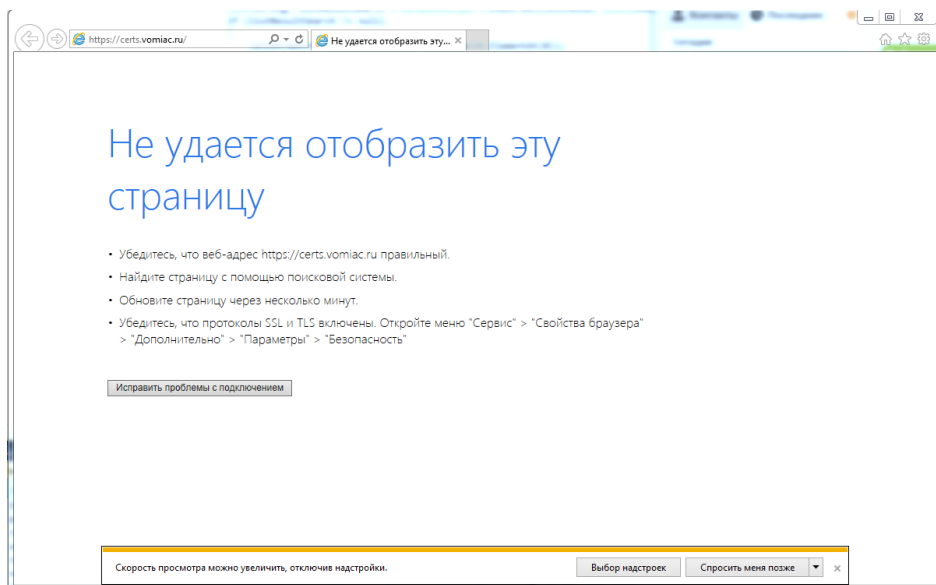 https://certs.vomiac.ru/
Не удается отобразить эту...
Не удается отобразить эту
страницу
• Убедитесь, что веб-адрес https://certs.vomiac.ru правильный.
• Найдите страницу с помощью поисковой системы.
• Обновите страницу через несколько минут.
• Убедитесь, что протоколы SSL и TLS включены. Откройте меню "Сервис" > "Свойства браузера"
> "Дополнительно" > "Параметры" > "Безопасность"
Исправить проблемы с подключением
Скорость просмотра можно увеличить, отключив надстройки.
Выбор надстроек
Спросить меня позже